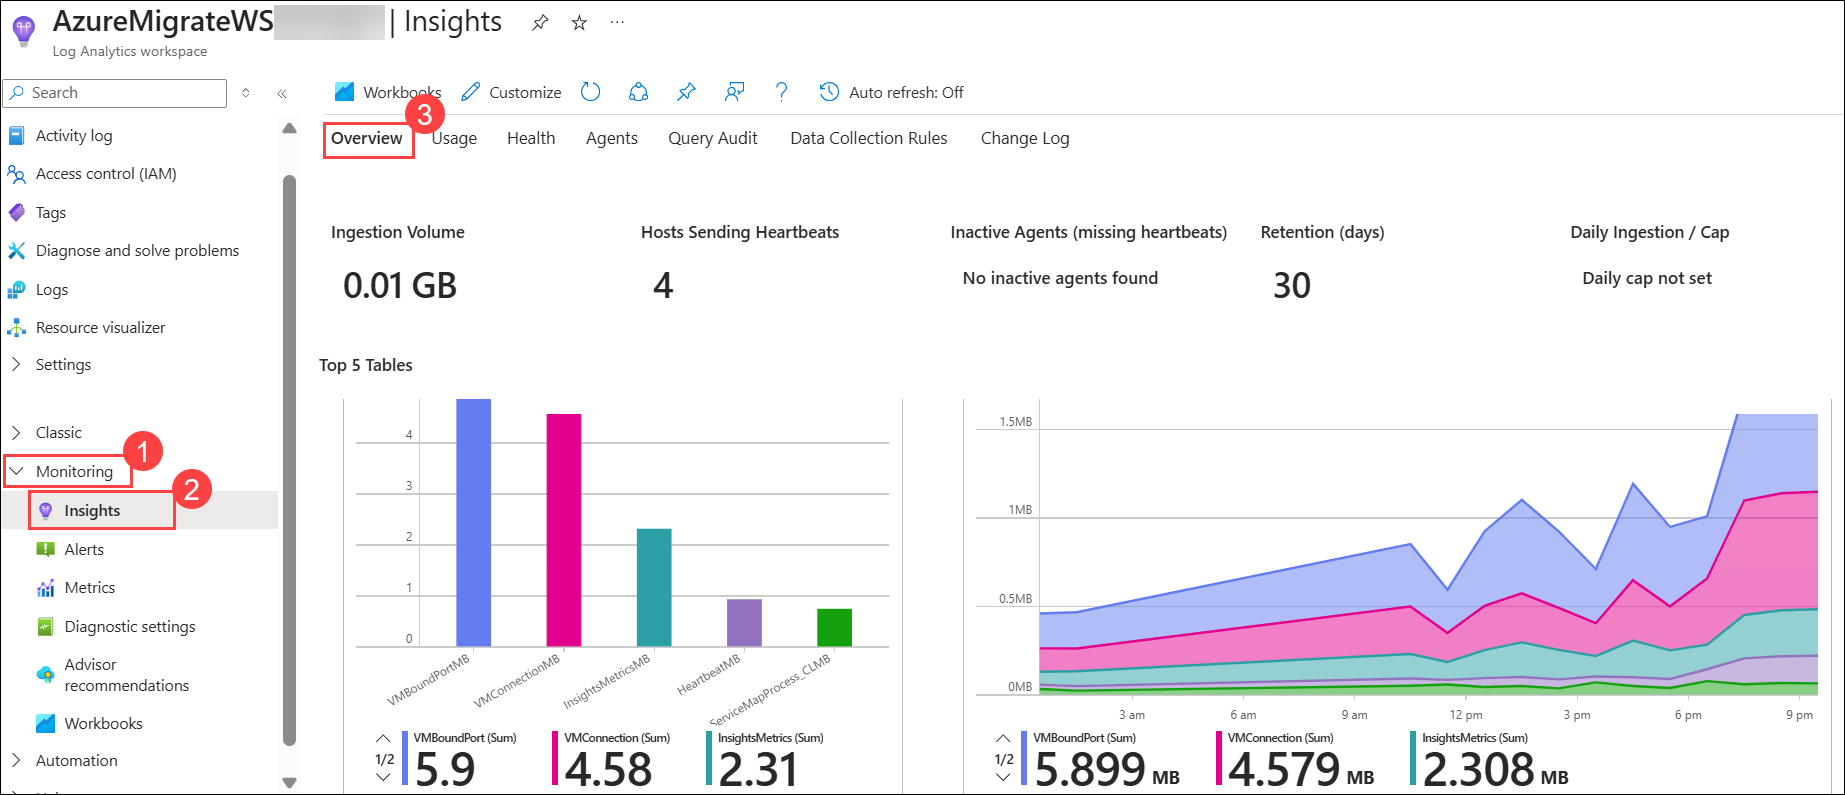 AzureMigrateWS | Insights
Log Analytics workspace
Search
Workbooks
Customize
Auto refresh: Off
3
Overview
Usage
Health
Agents
Query Audit
Data Collection Rules
Change Log
Activity log
Access control (IAM)
Tags
Diagnose and solve problems
Logs
Resource visualizer
Settings
Classic
1
Monitoring
2
Insights
Alerts
Metrics
Diagnostic settings
Advisor
recommendations
Workbooks
Automation
Ingestion Volume
0.01 GB
Hosts Sending Heartbeats
4
Inactive Agents (missing heartbeats)
No inactive agents found
Retention (days)
30
Daily Ingestion / Cap
Daily cap not set
Top 5 Tables
4
3
2
1
0
VMBoundPortMB
VMConnectionMB
InsightsMetricsMB
HeartbeatMB
ServiceMapProcess_CLMB
1/2
VMBoundPort (Sum)
5.9
VMConnection (Sum)
4.58
InsightsMetrics (Sum)
2.31
1.5MB
1MB
0.5MB
0MB
3 am
6 am
9 am
12 pm
3 pm
6 pm
9 pm
1/2
VMBoundPort (Sum)
5.899 MB
VMConnection (Sum)
4.579 MB
InsightsMetrics (Sum)
2.308 MB